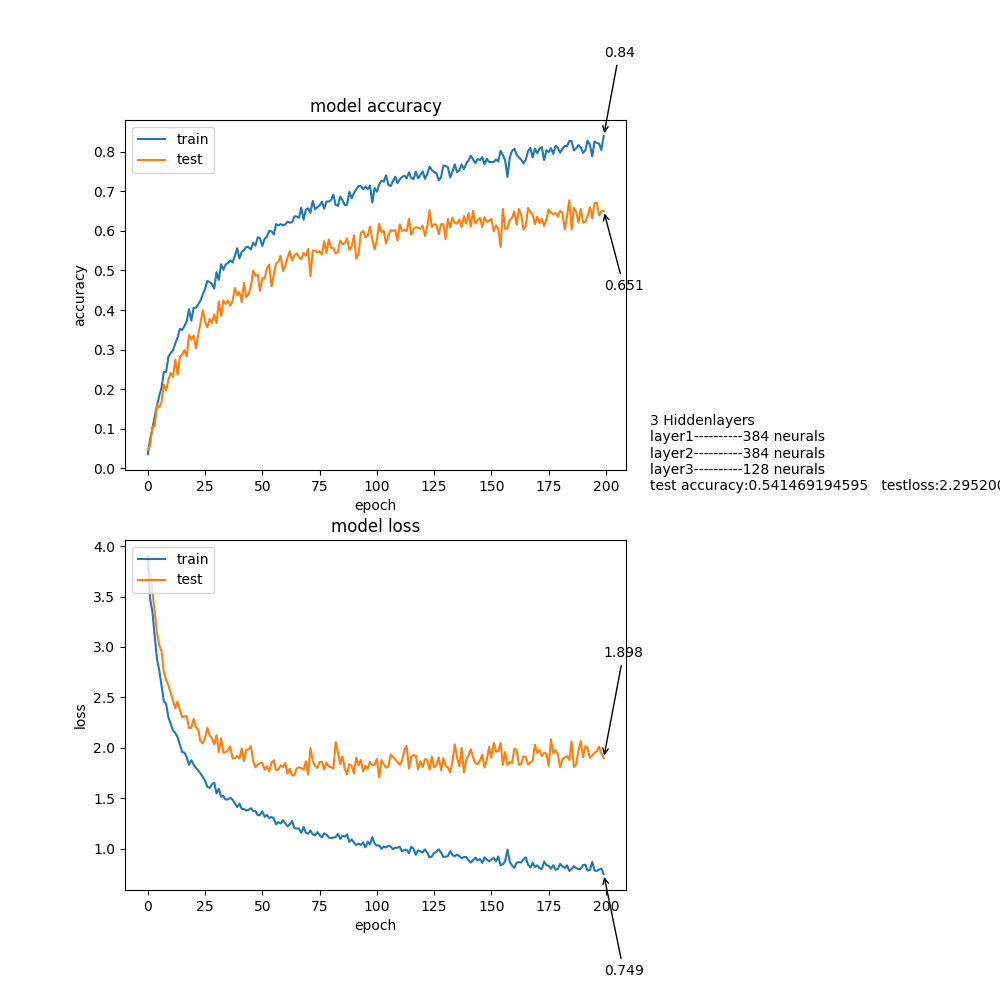 0.84
model accuracy
train
test
0.8
0.7
0.6
0.5
0.4
0.3
0.2
0.1
0.0
accuracy
0.651
0 25 50 75 100 125 150 175 200
epoch
3 Hiddenlayers
layer1----------384 neurals
layer2----------384 neurals
layer3----------128 neurals
test accuracy:0.541469194595 testloss:2.295200
model loss
train
test
4.0
3.5
3.0
2.5
2.0
1.5
1.0
loss
1.898
0 25 50 75 100 125 150 175 200
epoch
0.749